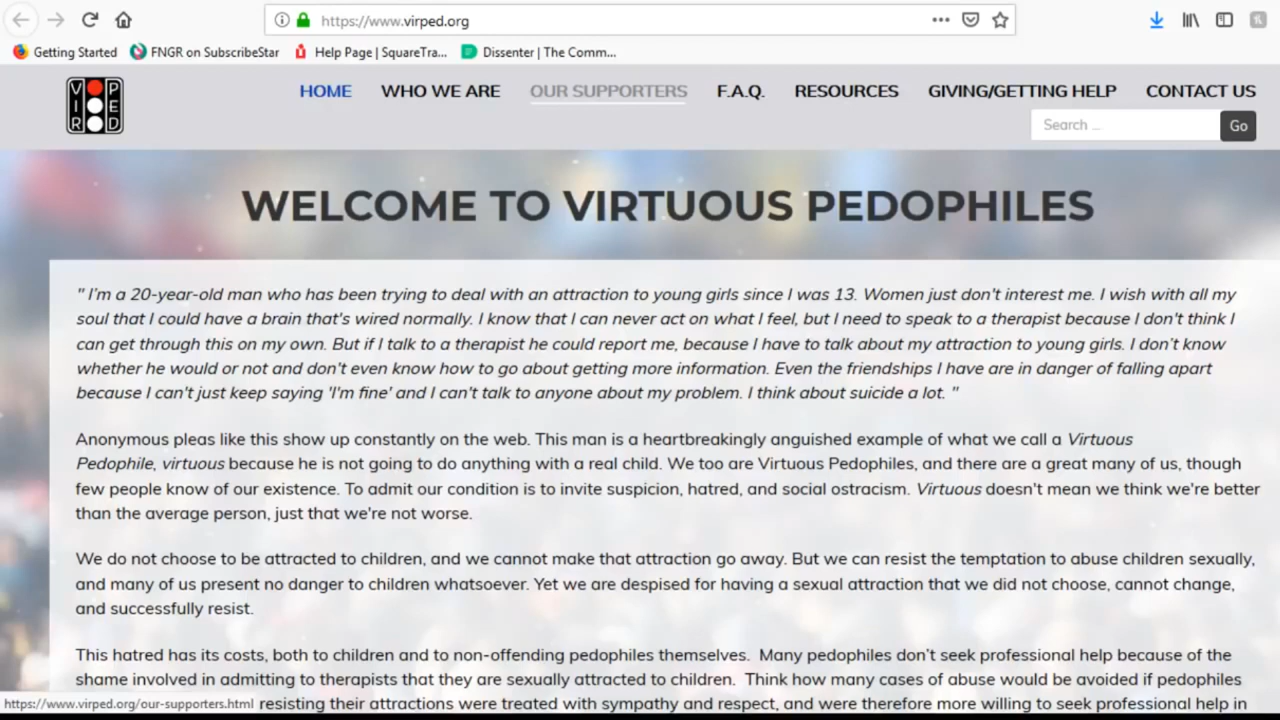 https://www.virped.org
Getting Started FNGR on SubscribeStar Help Page | SquareTra... Dissenter | The Comm...
VIR PED
HOME WHO WE ARE OUR SUPPORTERS F.A.Q. RESOURCES GIVING/GETTING HELP CONTACT US
Search ... Go
WELCOME TO VIRTUOUS PEDOPHILES
" I'm a 20-year-old man who has been trying to deal with an attraction to young girls since I was 13. Women just don't interest me. I wish with all my
soul that I could have a brain that's wired normally. I know that I can never act on what I feel, but I need to speak to a therapist because I don't think I
can get through this on my own. But if I talk to a therapist he could report me, because I have to talk about my attraction to young girls. I don't know
whether he would or not and don't even know how to go about getting more information. Even the friendships I have are in danger of falling apart
because I can't just keep saying 'I'm fine' and I can't talk to anyone about my problem. I think about suicide a lot. "
Anonymous pleas like this show up constantly on the web. This man is a heartbreakingly anguished example of what we call a Virtuous
Pedophile, virtuous because he is not going to do anything with a real child. We too are Virtuous Pedophiles, and there are a great many of us, though
few people know of our existence. To admit our condition is to invite suspicion, hatred, and social ostracism. Virtuous doesn't mean we think we're better
than the average person, just that we're not worse.
We do not choose to be attracted to children, and we cannot make that attraction go away. But we can resist the temptation to abuse children sexually,
and many of us present no danger to children whatsoever. Yet we are despised for having a sexual attraction that we did not choose, cannot change,
and successfully resist.
This hatred has its costs, both to children and to non-offending pedophiles themselves. Many pedophiles don't seek professional help because of the
shame involved in admitting to therapists that they are sexually attracted to children. Think how many cases of abuse would be avoided if pedophiles
https://www.virped.org/our-supporters.html resisting their attractions were treated with sympathy and respect, and were therefore more willing to seek professional help in